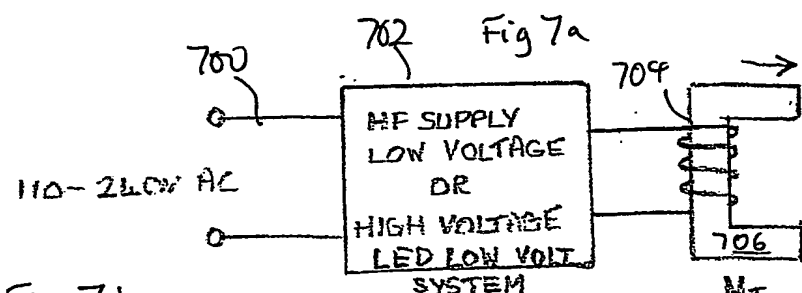 Fig 7a
700
702
704
HF SUPPLY
LOW VOLTAGE
OR
HIGH VOLTAGE
LED LOW VOLT
SYSTEM
110-240V AC
706